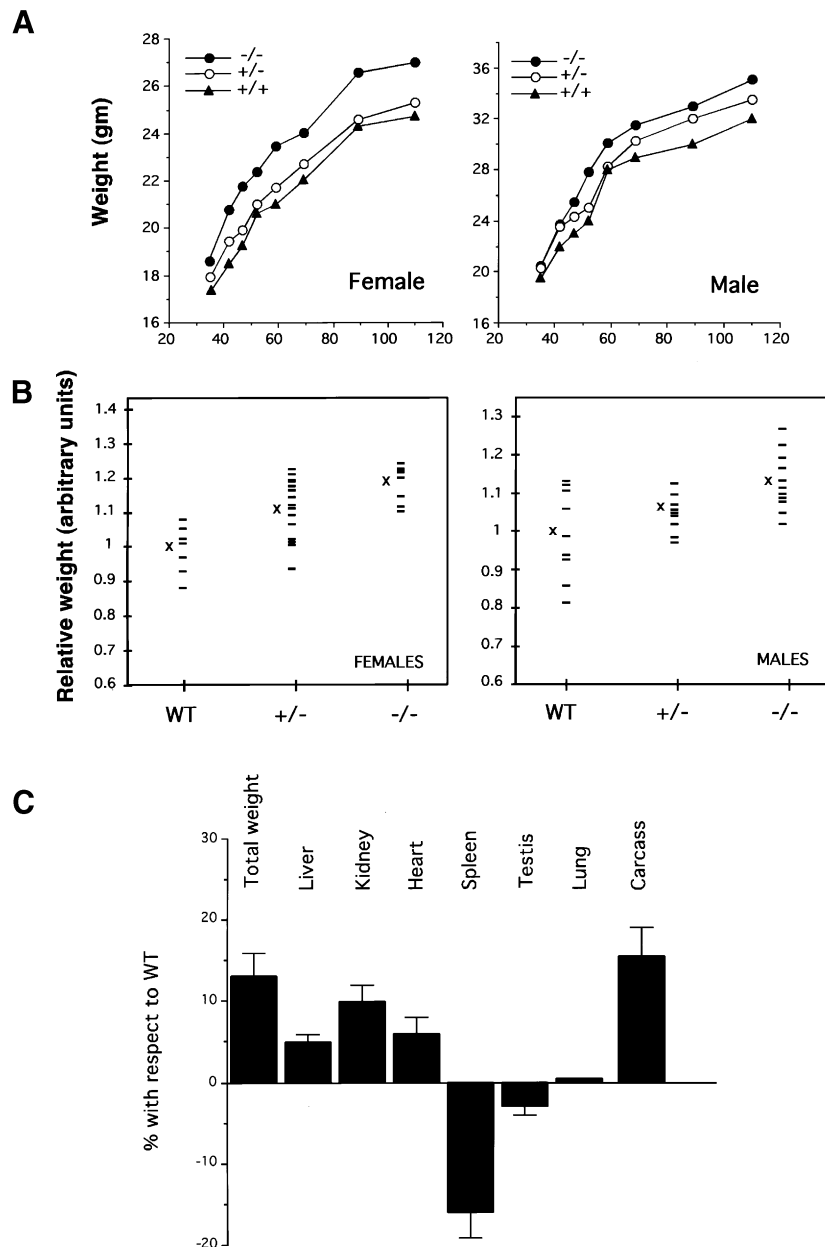 A
Weight (gm)
28
26
24
22
20
18
16
-/-
+/-
+/+
Female
20 40 60 80 100 120
36
32
28
24
20
16
-/-
+/-
+/+
Male
20 40 60 80 100 120
B
Relative weight (arbitrary units)
1.4
1.3
1.2
1.1
1
0.9
0.8
0.7
0.6
x
x
x
FEMALES
WT +/- -/-
1.3
1.2
1.1
1
0.9
0.8
0.7
0.6
x
x
x
MALES
WT +/- -/-
C
% with respect to WT
30
20
10
0
-10
-20
Total weight
Liver
Kidney
Heart
Spleen
Testis
Lung
Carcass